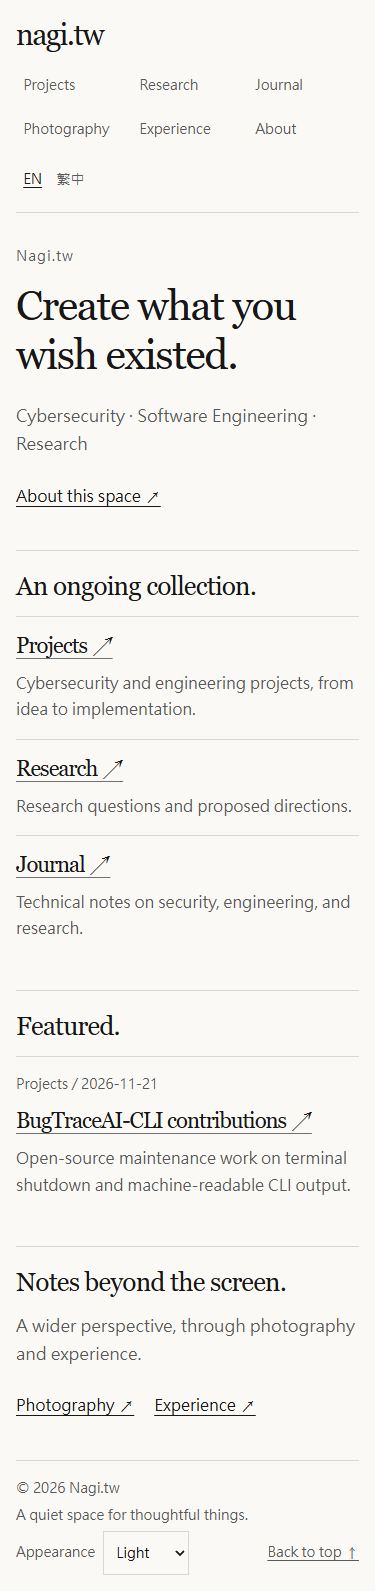 nagi.tw
Projects Research Journal
Photography Experience About
EN 繁中
Nagi.tw
Create what you
wish existed.
Cybersecurity · Software Engineering ·
Research
About this space ↗
An ongoing collection.
Projects ↗
Cybersecurity and engineering projects, from
idea to implementation.
Research ↗
Research questions and proposed directions.
Journal ↗
Technical notes on security, engineering, and
research.
Featured.
Projects / 2026-11-21
BugTraceAI-CLI contributions ↗
Open-source maintenance work on terminal
shutdown and machine-readable CLI output.
Notes beyond the screen.
A wider perspective, through photography
and experience.
Photography ↗ Experience ↗
© 2026 Nagi.tw
A quiet space for thoughtful things.
Appearance Light Back to top ↑